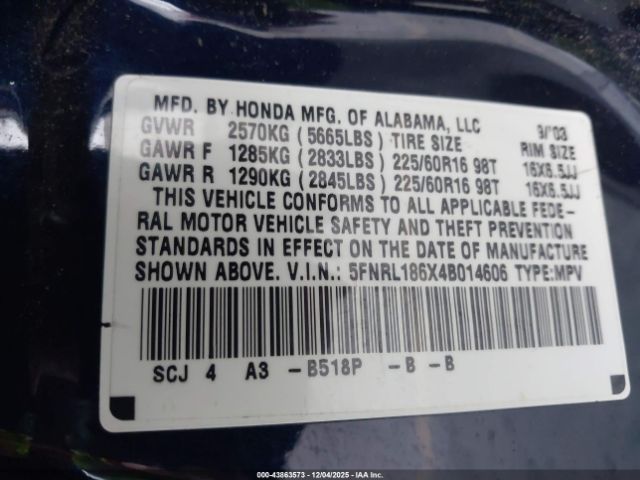 MFD. BY HONDA MFG. OF ALABAMA, LLC 9/'03
GVWR 2570KG (5665LBS) TIRE SIZE RIM SIZE
GAWR F 1285KG (2833LBS) 225/60R16 98T 16X6.5JJ
GAWR R 1290KG (2845LBS) 225/60R16 98T 16X6.5JJ
THIS VEHICLE CONFORMS TO ALL APPLICABLE FEDE-
RAL MOTOR VEHICLE SAFETY AND THEFT PREVENTION
STANDARDS IN EFFECT ON THE DATE OF MANUFACTURE
SHOWN ABOVE. V.I.N.: 5FNRL186X4B014606 TYPE:MPV
SCJ 4 A3 -B518P -B -B
000-43863573 - 12/04/2025 - IAA Inc.